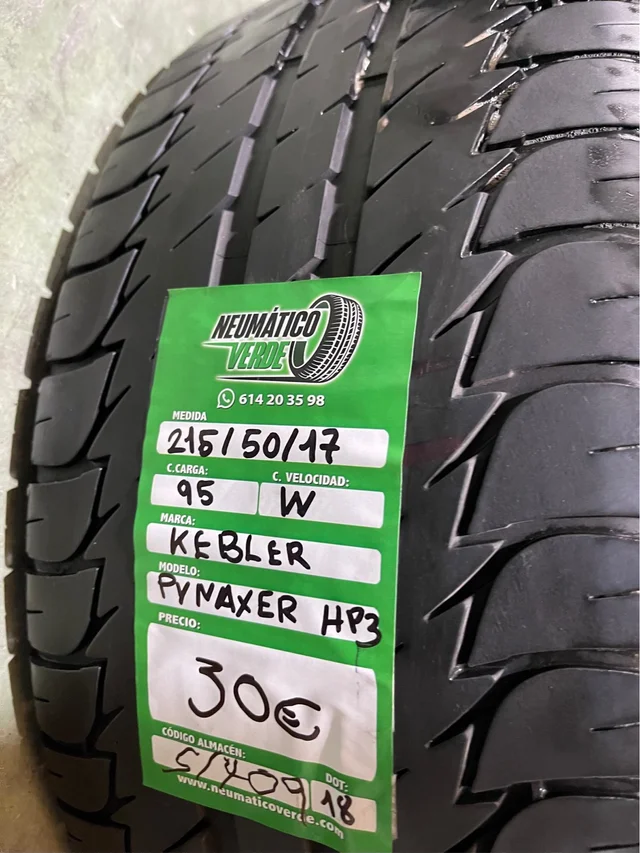 NEUMÁTICO
VERDE
614 20 35 98
MEDIDA
215/50/17
C.CARGA: C. VELOCIDAD:
95 W
MARCA:
KEBLER
MODELO:
PYNAXER HP3
PRECIO:
30€
CÓDIGO ALMACÉN: DOT:
18
www.neumaticoverde.com